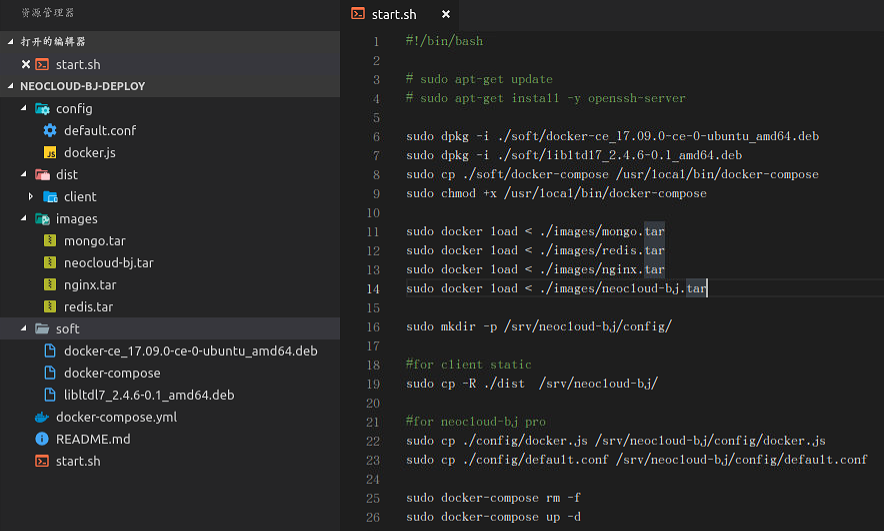 资源管理器
打开的编辑器
start.sh
NEOCLOUD-BJ-DEPLOY
config
default.conf
JS docker.js
dist
client
images
mongo.tar
neocloud-bj.tar
nginx.tar
redis.tar
soft
docker-ce_17.09.0-ce-0-ubuntu_amd64.deb
docker-compose
libltdl7_2.4.6-0.1_amd64.deb
docker-compose.yml
README.md
start.sh
start.sh
1 #!/bin/bash
2
3 # sudo apt-get update
4 # sudo apt-get install -y openssh-server
5
6 sudo dpkg -i ./soft/docker-ce_17.09.0-ce-0-ubuntu_amd64.deb
7 sudo dpkg -i ./soft/libltdl7_2.4.6-0.1_amd64.deb
8 sudo cp ./soft/docker-compose /usr/local/bin/docker-compose
9 sudo chmod +x /usr/local/bin/docker-compose
10
11 sudo docker load < ./images/mongo.tar
12 sudo docker load < ./images/redis.tar
13 sudo docker load < ./images/nginx.tar
14 sudo docker load < ./images/neocloud-bj.tar
15
16 sudo mkdir -p /srv/neocloud-bj/config/
17
18 #for client static
19 sudo cp -R ./dist  /srv/neocloud-bj/
20
21 #for neocloud-bj pro
22 sudo cp ./config/docker.js /srv/neocloud-bj/config/docker.js
23 sudo cp ./config/default.conf /srv/neocloud-bj/config/default.conf
24
25 sudo docker-compose rm -f
26 sudo docker-compose up -d